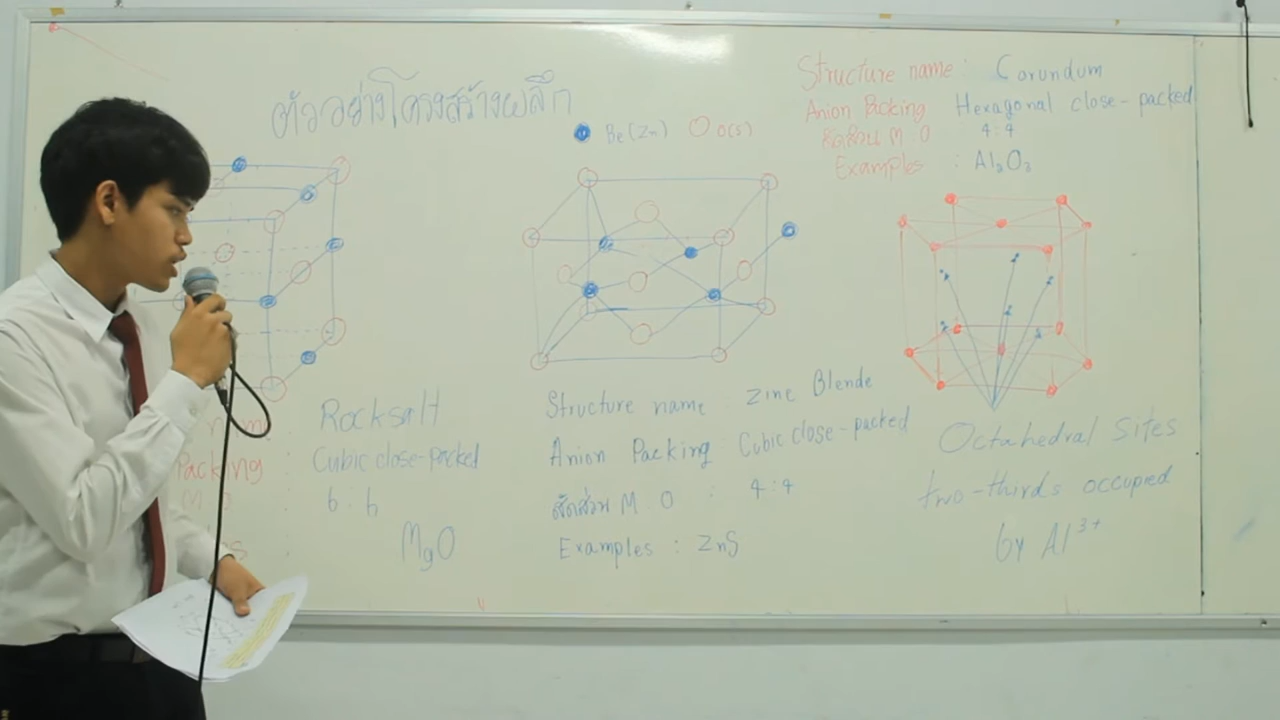 ตัวอย่างโครงสร้างผลึก
Be(Zn) O(S)
Structure name : Corundum
Anion Packing Hexagonal close-packed
สัดส่วน M:O 4:4
Examples : Al₂O₃
Rocksalt
Packing : Cubic close-packed
M:O : 6:6
MgO
Structure name Zinc Blende
Anion Packing : Cubic close-packed
สัดส่วน M:O : 4:4
Examples : ZnS
Octahedral Sites
two-thirds occupied
by Al³⁺